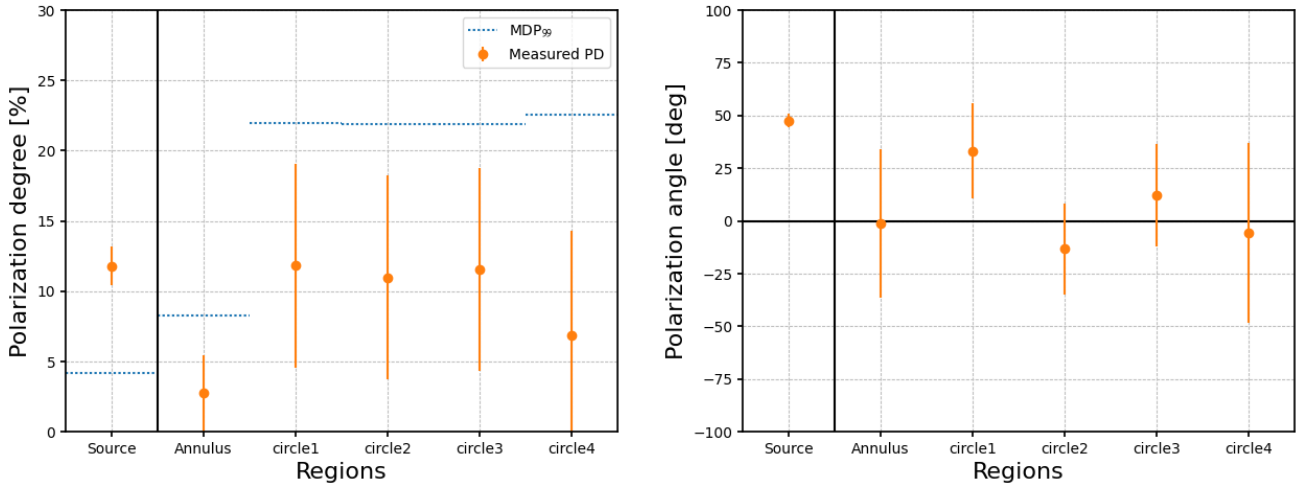 Polarization degree [%]
30
25
20
15
10
5
0
MDP₉₉
Measured PD
Source Annulus circle1 circle2 circle3 circle4
Regions
Polarization angle [deg]
100
75
50
25
0
−25
−50
−75
−100
Source Annulus circle1 circle2 circle3 circle4
Regions